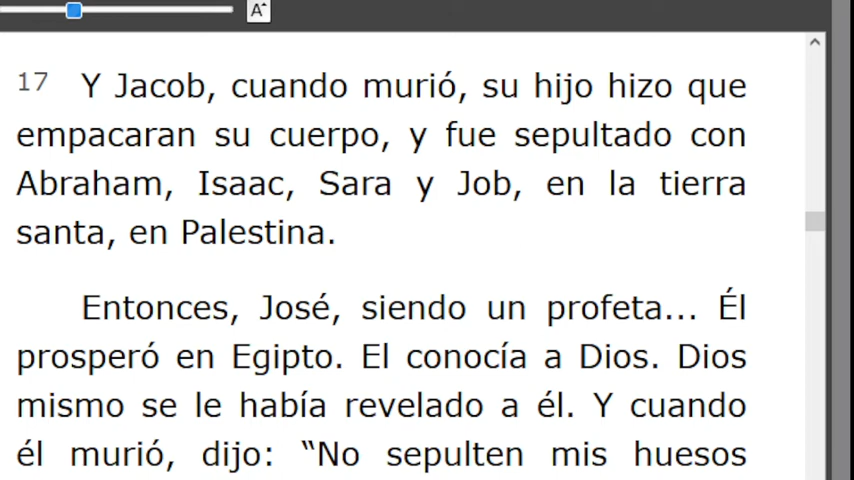 A^
17 Y Jacob, cuando murió, su hijo hizo que
empacaran su cuerpo, y fue sepultado con
Abraham, Isaac, Sara y Job, en la tierra
santa, en Palestina.
Entonces, José, siendo un profeta... Él
prosperó en Egipto. El conocía a Dios. Dios
mismo se le había revelado a él. Y cuando
él murió, dijo: “No sepulten mis huesos